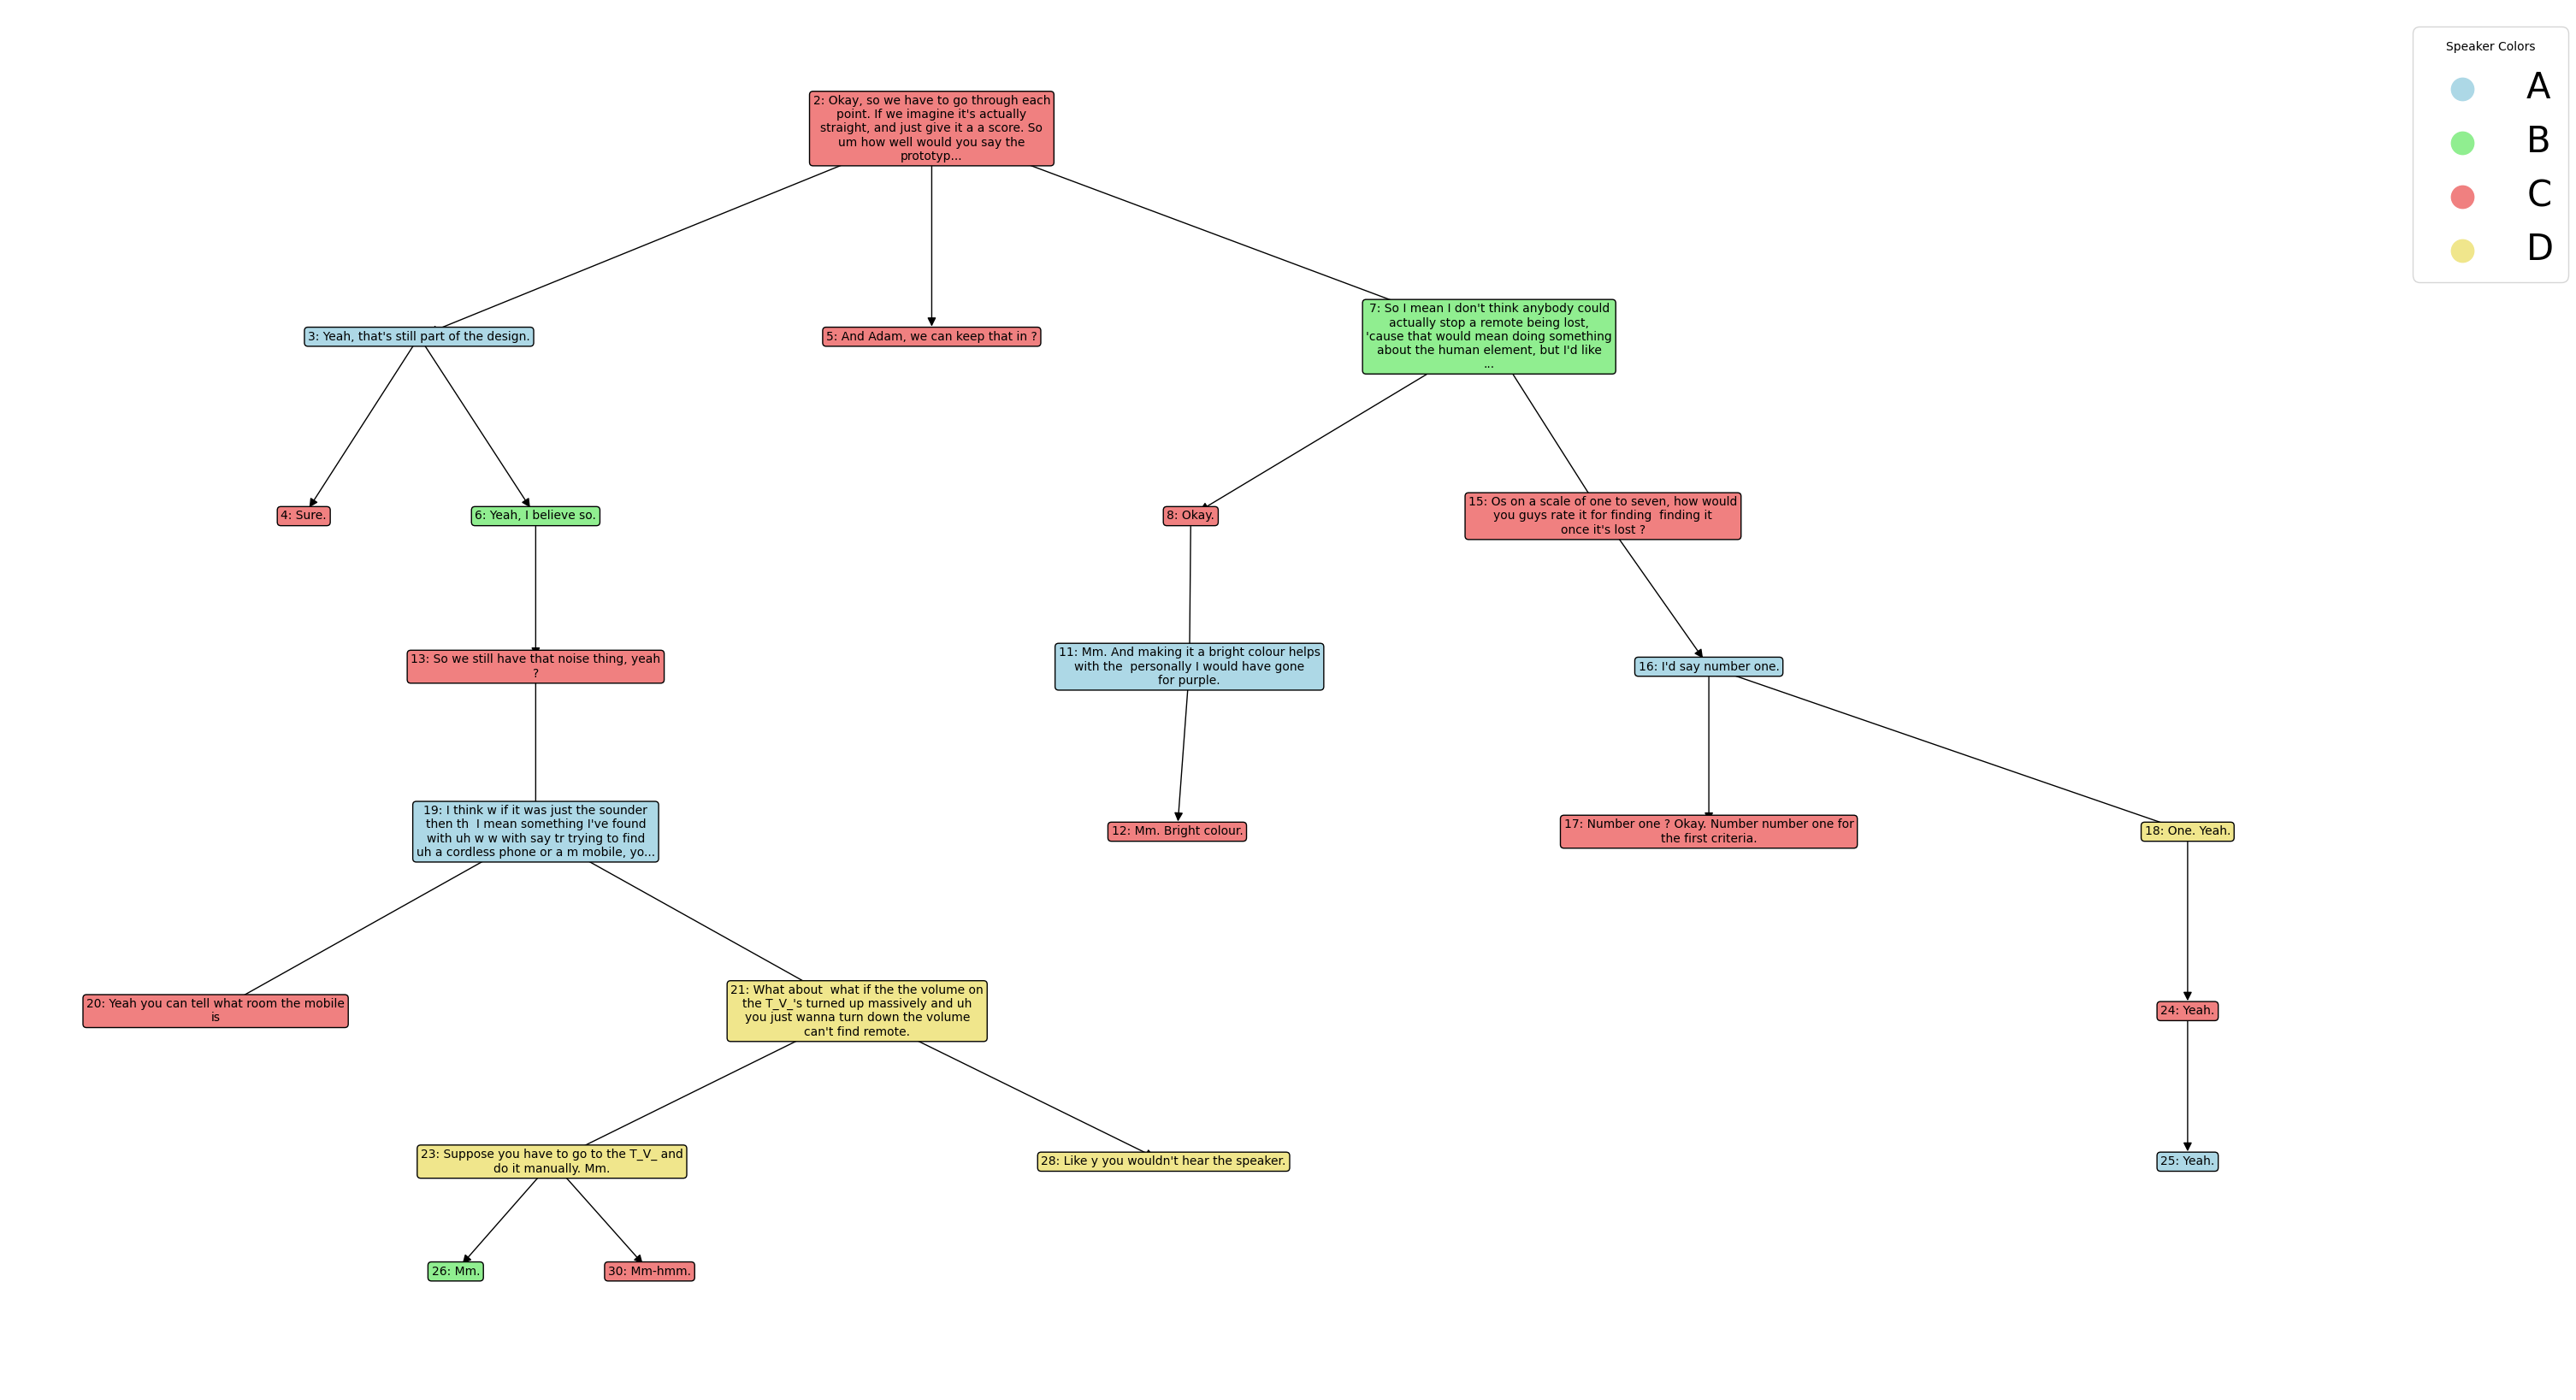 Speaker Colors
A
B
C
D
2: Okay, so we have to go through each
point. If we imagine it's actually
straight, and just give it a a score. So
um how well would you say the
prototyp...
3: Yeah, that's still part of the design.
5: And Adam, we can keep that in ?
7: So I mean I don't think anybody could
actually stop a remote being lost,
'cause that would mean doing something
about the human element, but I'd like
...
4: Sure.
6: Yeah, I believe so.
8: Okay.
15: Os on a scale of one to seven, how would
you guys rate it for finding  finding it
once it's lost ?
13: So we still have that noise thing, yeah
?
11: Mm. And making it a bright colour helps
with the  personally I would have gone
for purple.
16: I'd say number one.
19: I think w if it was just the sounder
then th  I mean something I've found
with uh w w with say tr trying to find
uh a cordless phone or a m mobile, yo...
12: Mm. Bright colour.
17: Number one ? Okay. Number number one for
the first criteria.
18: One. Yeah.
20: Yeah you can tell what room the mobile
is
21: What about  what if the the volume on
the T_V_'s turned up massively and uh
you just wanna turn down the volume
can't find remote.
24: Yeah.
23: Suppose you have to go to the T_V_ and
do it manually. Mm.
28: Like y you wouldn't hear the speaker.
25: Yeah.
26: Mm.
30: Mm-hmm.